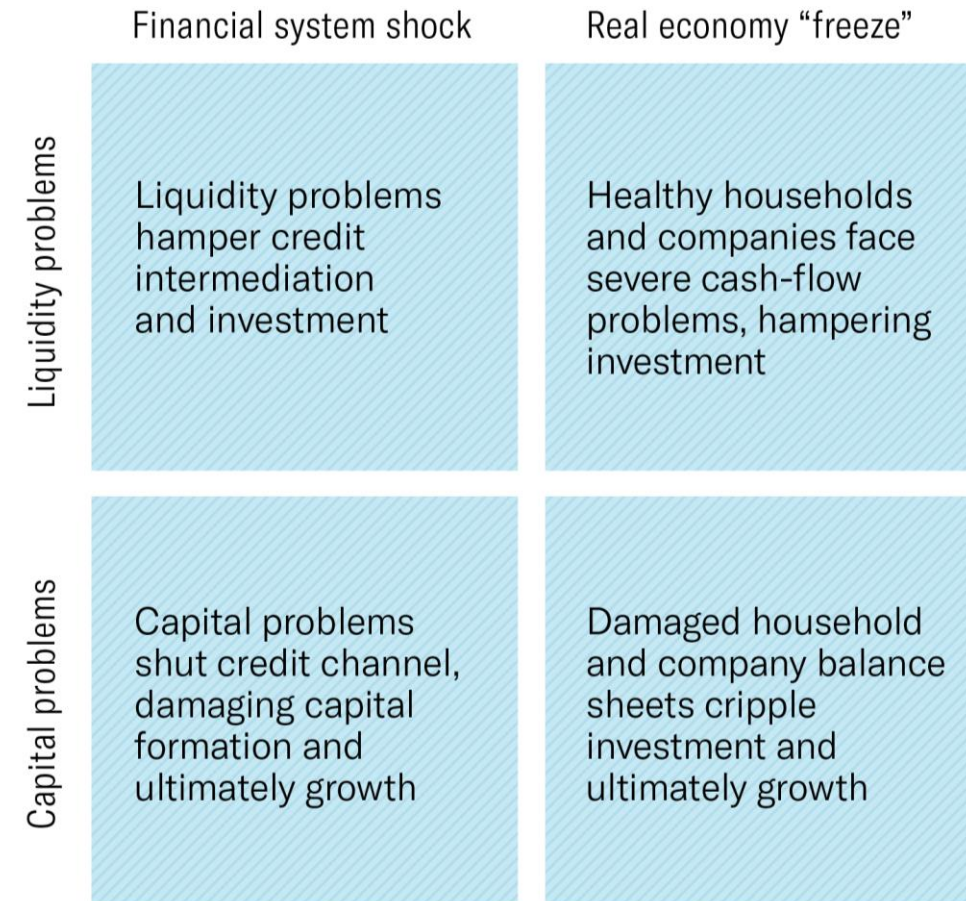 Financial system shock
Real economy “freeze”
Liquidity problems
Liquidity problems
hamper credit
intermediation
and investment
Healthy households
and companies face
severe cash-flow
problems, hampering
investment
Capital problems
Capital problems
shut credit channel,
damaging capital
formation and
ultimately growth
Damaged household
and company balance
sheets cripple
investment and
ultimately growth